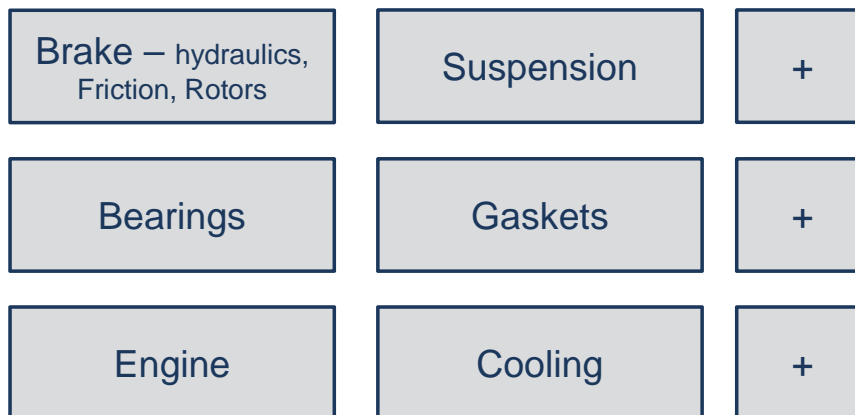 Brake – hydraulics,
Friction, Rotors
Suspension
+
Bearings
Gaskets
+
Engine
Cooling
+